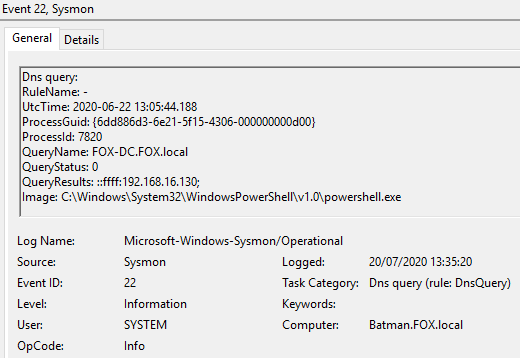 Event 22, Sysmon
General Details
Dns query:
RuleName: -
UtcTime: 2020-06-22 13:05:44.188
ProcessGuid: {6dd886d3-6e21-5f15-4306-000000000d00}
ProcessId: 7820
QueryName: FOX-DC.FOX.local
QueryStatus: 0
QueryResults: ::ffff:192.168.16.130;
Image: C:\Windows\System32\WindowsPowerShell\v1.0\powershell.exe
Log Name: Microsoft-Windows-Sysmon/Operational
Source: Sysmon Logged: 20/07/2020 13:35:20
Event ID: 22 Task Category: Dns query (rule: DnsQuery)
Level: Information Keywords:
User: SYSTEM Computer: Batman.FOX.local
OpCode: Info